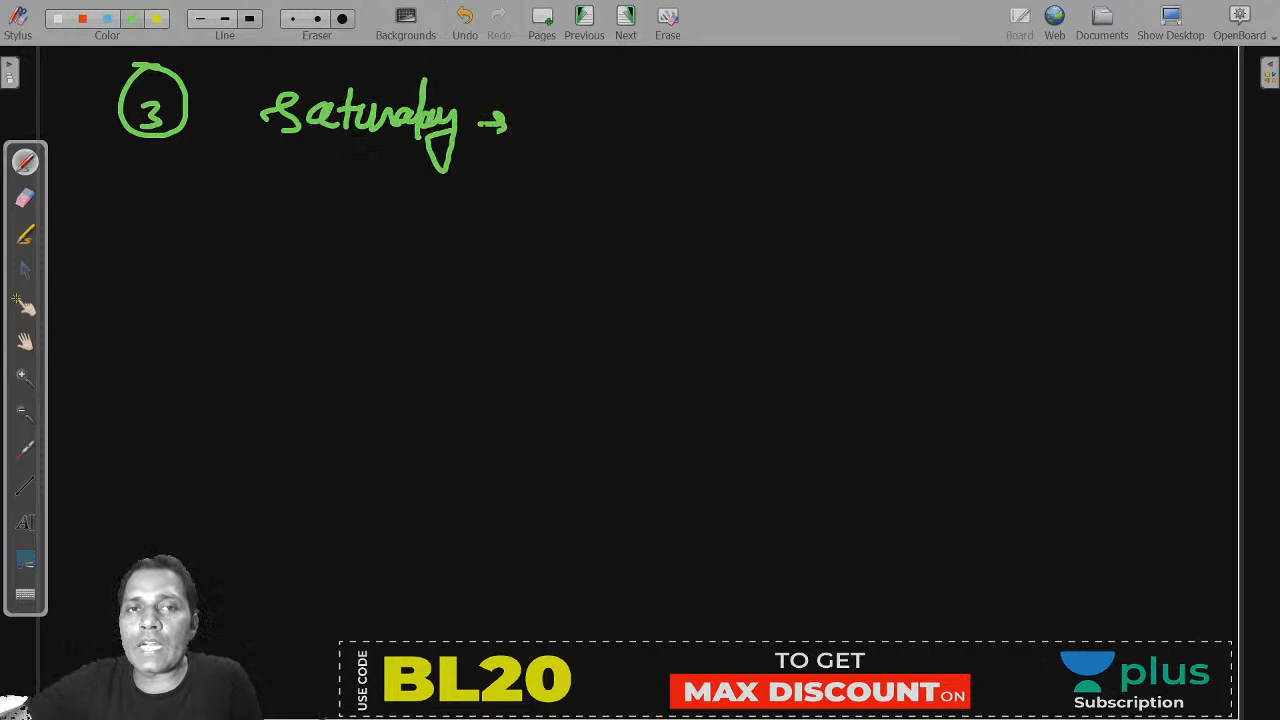 Stylus Color Line Eraser Backgrounds Undo Redo Pages Previous Next Erase Board Web Documents Show Desktop OpenBoard
3 Saturday →
USE CODE BL20 TO GET MAX DISCOUNT ON plus Subscription